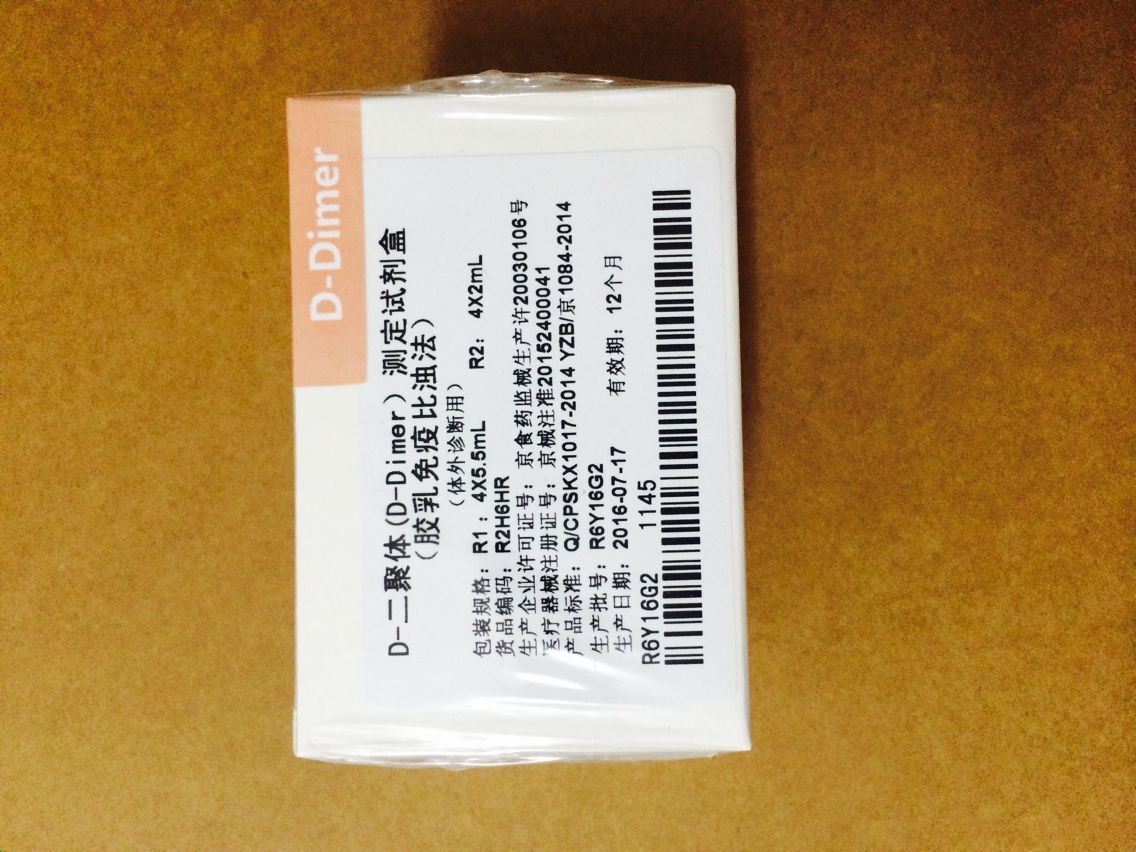 D-Dimer
D-二聚体(D-Dimer)测定试剂盒
(胶乳免疫比浊法)
(体外诊断用)
包装规格: R1: 4X5.5mL R2: 4X2mL
货品编码: R2H6HR
生产企业许可证号: 京食药监械生产许20030106号
医疗器械注册证号: 京械注准20152400041
产品标准: Q/CPSKX1017-2014 YZB/京1084-2014
生产批号: R6Y16G2
生产日期: 2016-07-17 有效期: 12个月
R6Y16G2 1145